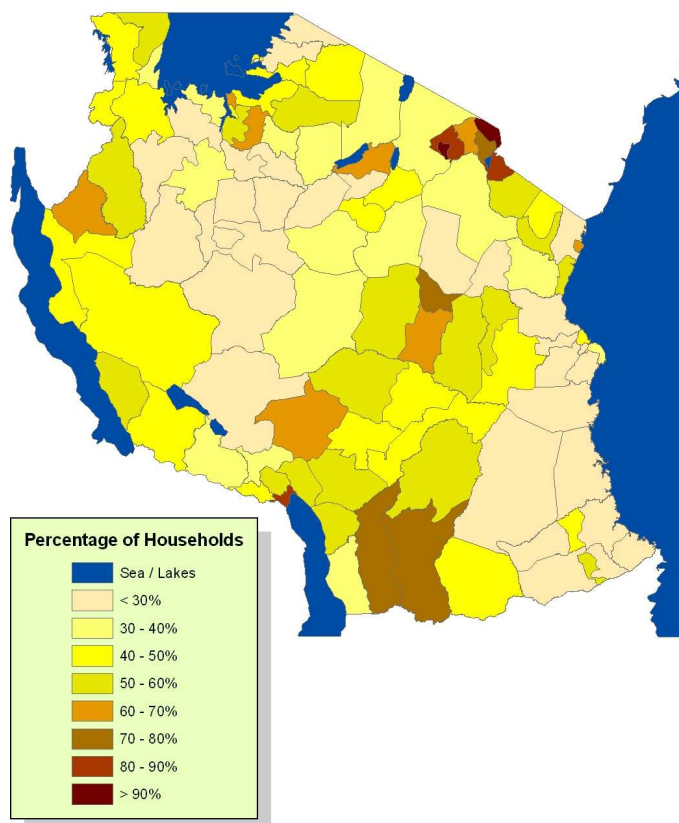 Percentage of Households
Sea / Lakes
< 30%
30 - 40%
40 - 50%
50 - 60%
60 - 70%
70 - 80%
80 - 90%
> 90%